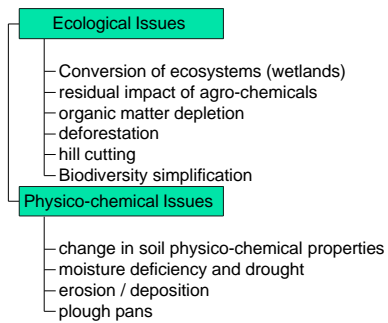 Ecological Issues
Conversion of ecosystems (wetlands)
residual impact of agro-chemicals
organic matter depletion
deforestation
hill cutting
Biodiversity simplification
Physico-chemical Issues
change in soil physico-chemical properties
moisture deficiency and drought
erosion / deposition
plough pans